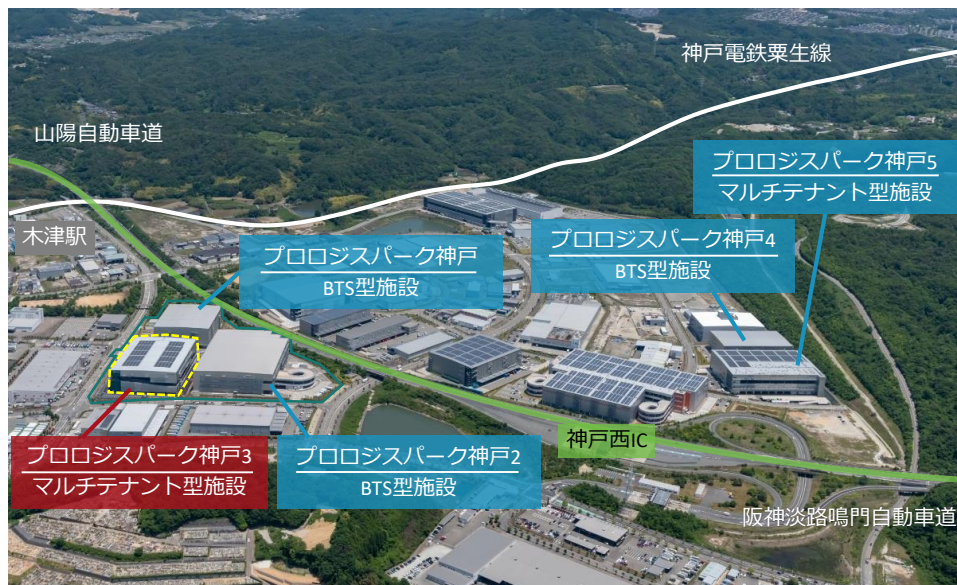 神戸電鉄粟生線
山陽自動車道
プロロジスパーク神戸5
マルチテナント型施設
木津駅
プロロジスパーク神戸
BTS型施設
プロロジスパーク神戸4
BTS型施設
神戸西IC
プロロジスパーク神戸3
マルチテナント型施設
プロロジスパーク神戸2
BTS型施設
阪神淡路鳴門自動車道